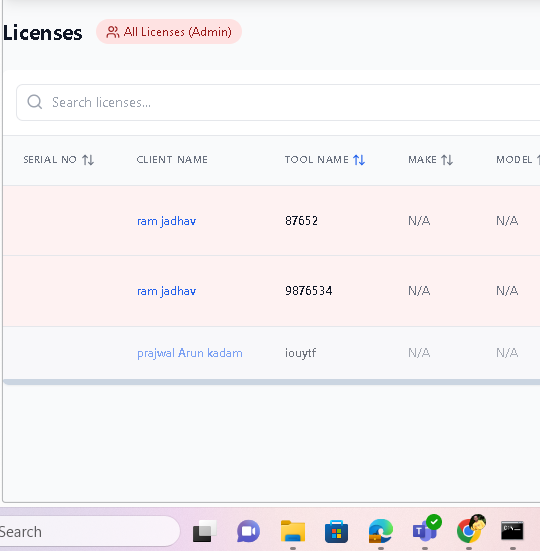 Licenses All Licenses (Admin)
Search licenses...
SERIAL NO CLIENT NAME TOOL NAME MAKE MODEL
ram jadhav 87652 N/A N/A
ram jadhav 9876534 N/A N/A
prajwal Arun kadam iouytf N/A N/A
Search